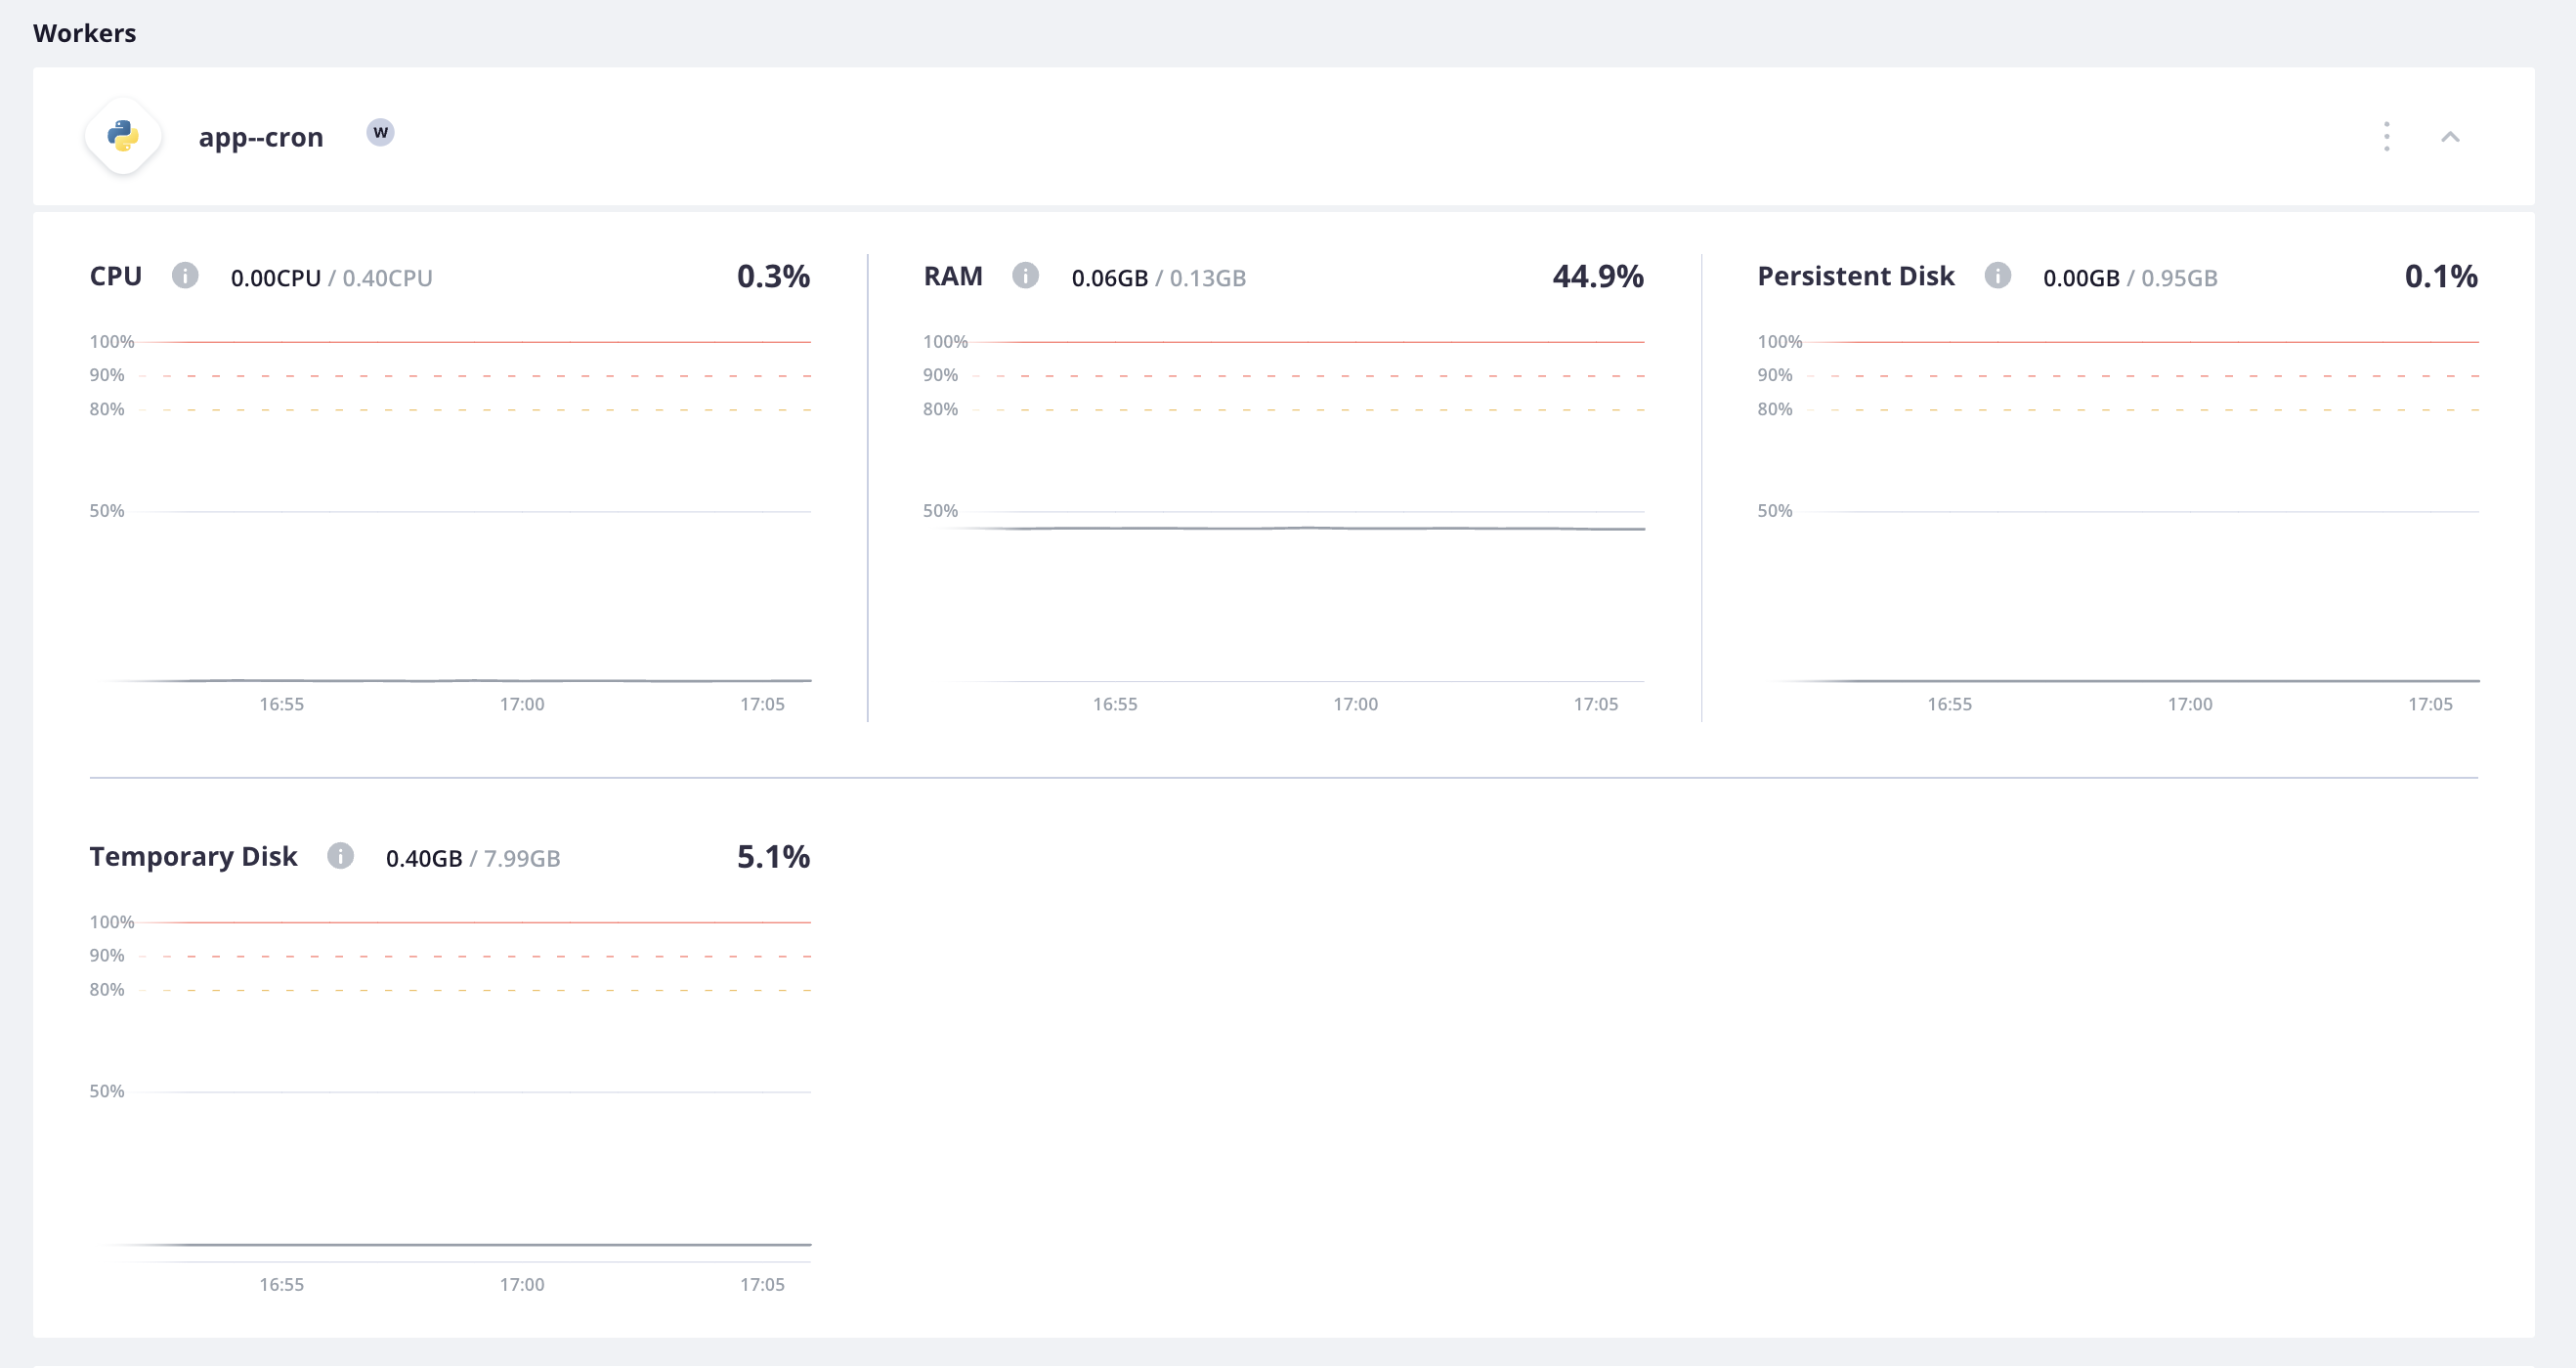 Workers
app--cron W
CPU i 0.00CPU / 0.40CPU 0.3%
100%
90%
80%
50%
16:55 17:00 17:05
RAM i 0.06GB / 0.13GB 44.9%
100%
90%
80%
50%
16:55 17:00 17:05
Persistent Disk i 0.00GB / 0.95GB 0.1%
100%
90%
80%
50%
16:55 17:00 17:05
Temporary Disk i 0.40GB / 7.99GB 5.1%
100%
90%
80%
50%
16:55 17:00 17:05